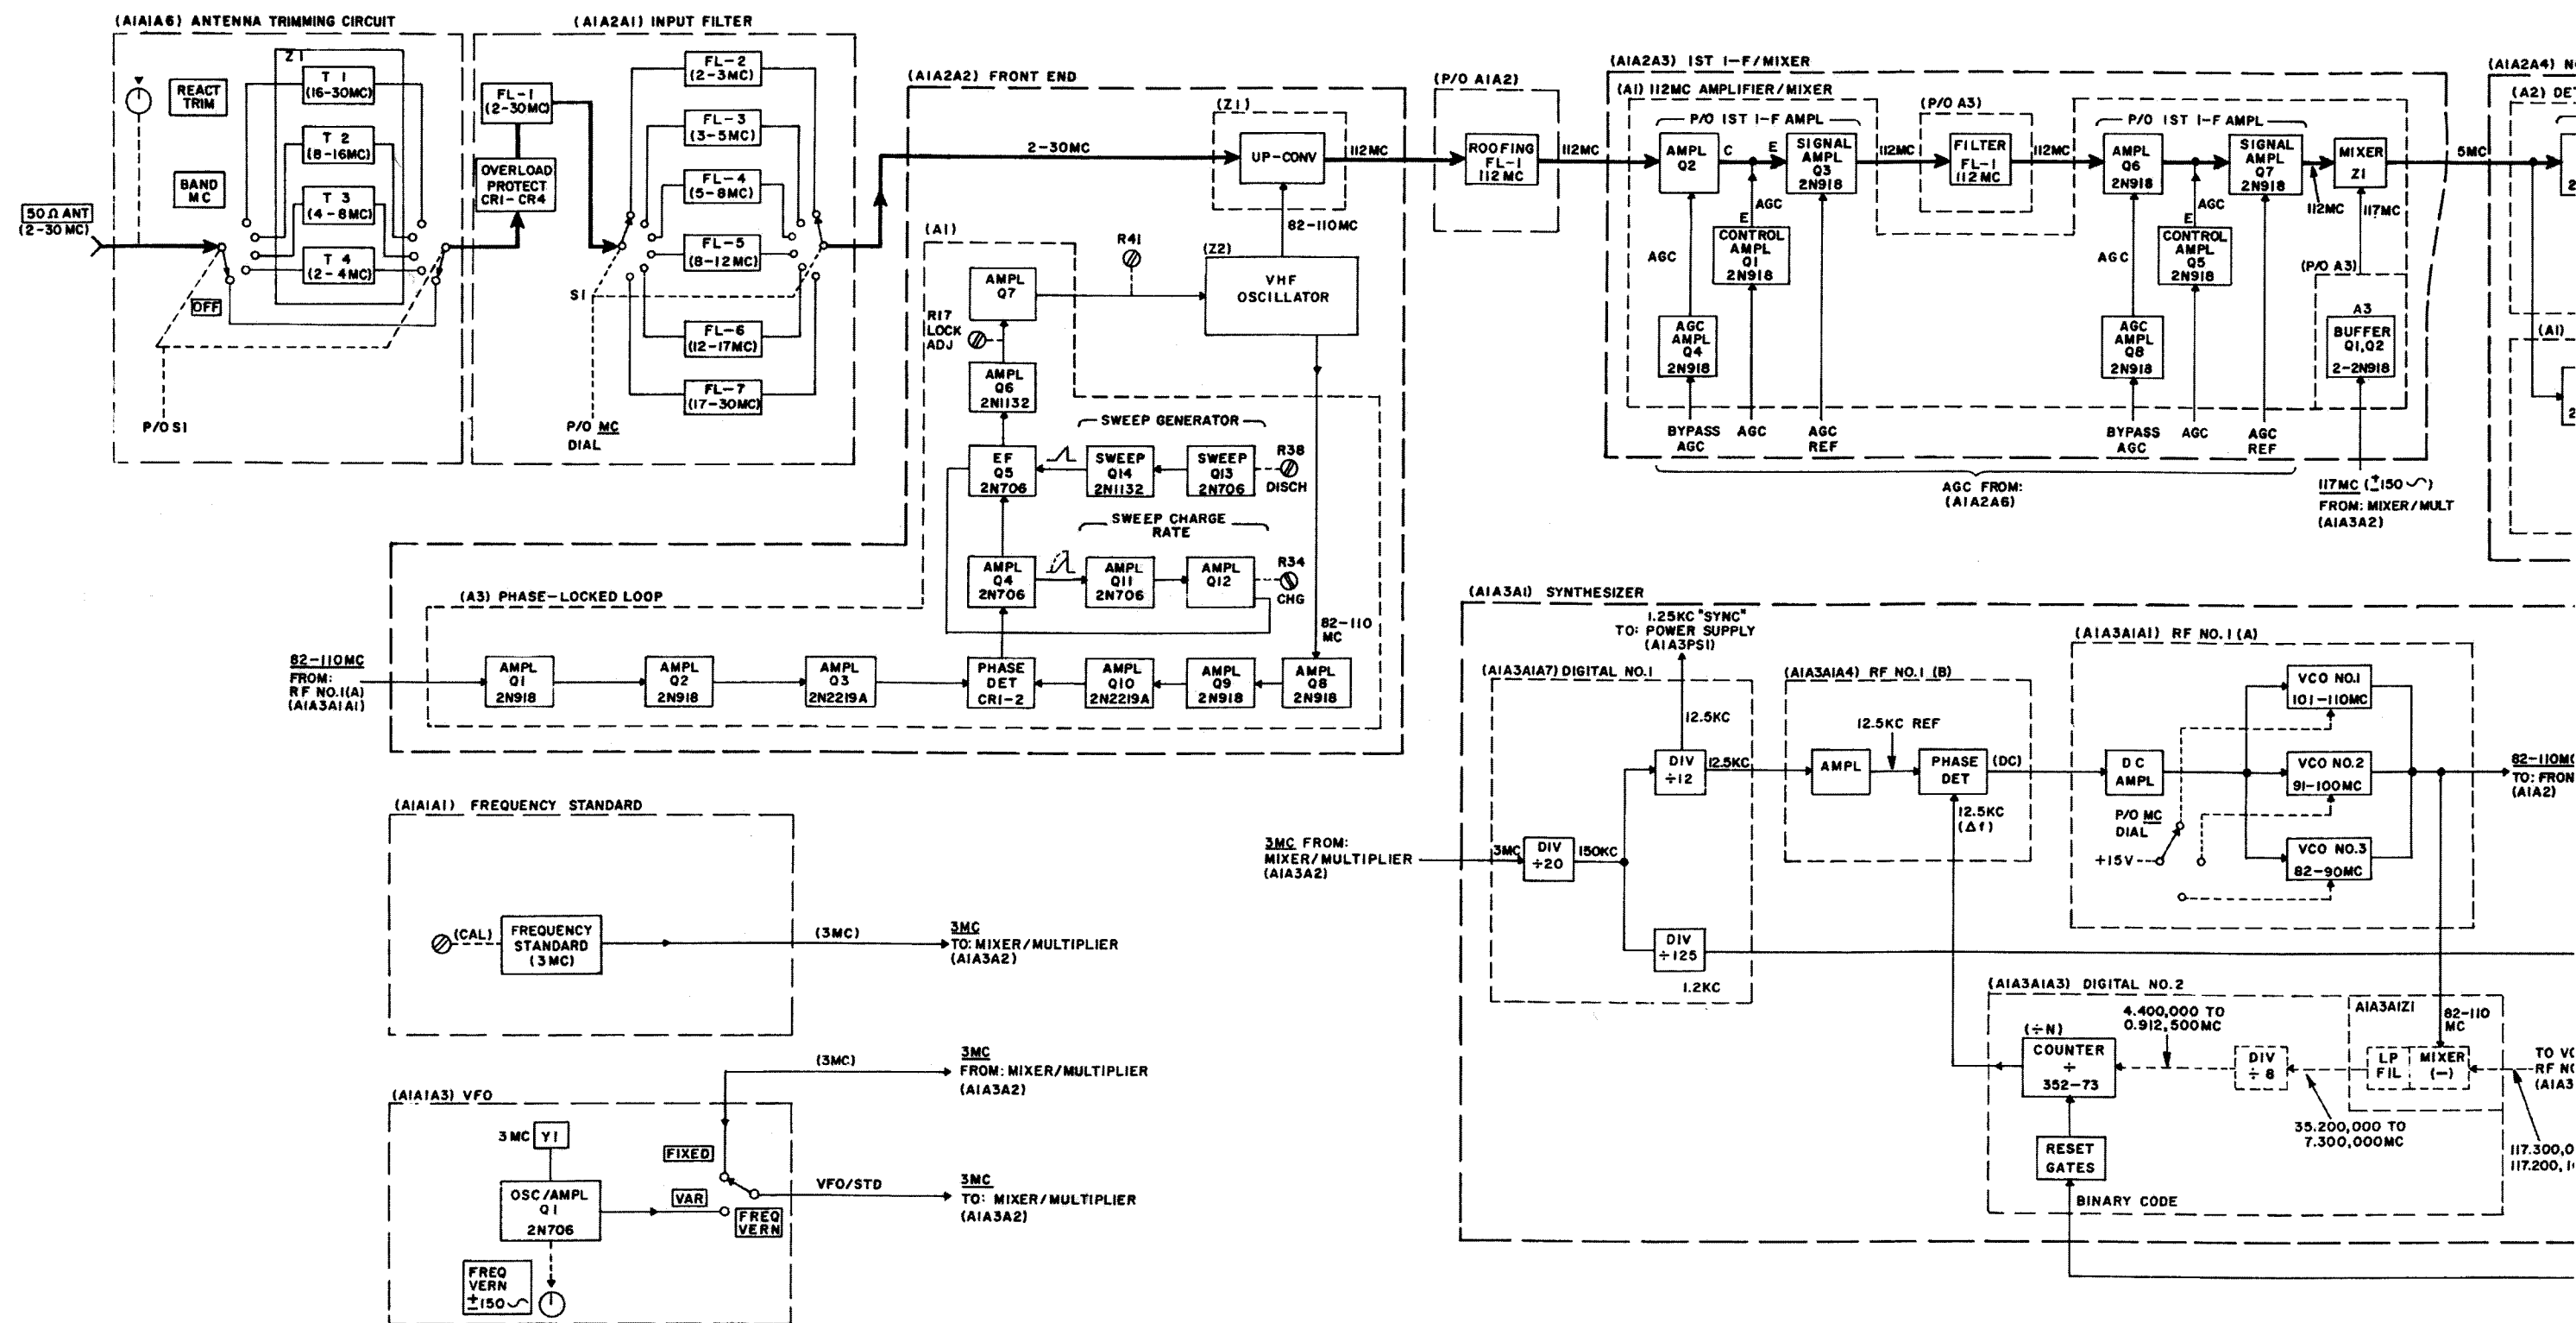 (A1A1A6) ANTENNA TRIMMING CIRCUIT
Z1
REACT
TRIM
T 1
(16-30MC)
T 2
(8-16MC)
BAND
MC
T 3
(4-8MC)
50Ω ANT
(2-30 MC)
T 4
(2-4MC)
OFF
P/O S1
(A1A2A1) INPUT FILTER
FL-1
(2-30MC)
OVERLOAD
PROTECT
CR1-CR4
FL-2
(2-3MC)
FL-3
(3-5MC)
FL-4
(5-8MC)
FL-5
(8-12MC)
S1
FL-6
(12-17MC)
FL-7
(17-30MC)
P/O MC
DIAL
(A1A2A2) FRONT END
2-30MC
(Z1)
UP-CONV
112MC
82-110MC
(A1)
R41
(Z2)
VHF
OSCILLATOR
AMPL
Q7
R17
LOCK
ADJ
AMPL
Q6
2N1132
SWEEP GENERATOR
EF
Q5
2N706
SWEEP
Q14
2N1132
SWEEP
Q13
2N706
R38
DISCH
SWEEP CHARGE
RATE
AMPL
Q4
2N706
AMPL
Q11
2N706
AMPL
Q12
R34
CHG
82-110
MC
(A3) PHASE-LOCKED LOOP
82-110MC
FROM:
RF NO.1(A)
(A1A3A1A1)
AMPL
Q1
2N918
AMPL
Q2
2N918
AMPL
Q3
2N2219A
PHASE
DET
CR1-2
AMPL
Q10
2N2219A
AMPL
Q9
2N918
AMPL
Q8
2N918
(P/O A1A2)
ROOFING
FL-1
112MC
112MC
(A1A2A3) 1ST I-F/MIXER
(A1) 112MC AMPLIFIER/MIXER
P/O 1ST I-F AMPL
AMPL
Q2
C
E
SIGNAL
AMPL
Q3
2N918
112MC
AGC
E
CONTROL
AMPL
Q1
2N918
AGC
AGC
AMPL
Q4
2N918
BYPASS
AGC
AGC
AGC
REF
(P/O A3)
FILTER
FL-1
112MC
112MC
P/O 1ST I-F AMPL
AMPL
Q6
2N918
SIGNAL
AMPL
Q7
2N918
MIXER
Z1
5MC
112MC
117MC
AGC
E
CONTROL
AMPL
Q5
2N918
AGC
AGC
AMPL
Q8
2N918
(P/O A3)
A3
BUFFER
Q1,Q2
2-2N918
BYPASS
AGC
AGC
AGC
REF
AGC FROM:
(A1A2A6)
117MC (±150∿)
FROM: MIXER/MULT
(A1A3A2)
(A1A2A4) N
(A2) DE
(A1)
(A1A1A1) FREQUENCY STANDARD
(CAL)
FREQUENCY
STANDARD
(3MC)
(3MC)
3MC
TO: MIXER/MULTIPLIER
(A1A3A2)
(3MC)
3MC
FROM: MIXER/MULTIPLIER
(A1A3A2)
(A1A1A3) VFO
3MC
Y1
FIXED
OSC/AMPL
Q1
2N706
VAR
FREQ
VERN
VFO/STD
3MC
TO: MIXER/MULTIPLIER
(A1A3A2)
FREQ
VERN
±150∿
(A1A3A1) SYNTHESIZER
1.25KC "SYNC"
TO: POWER SUPPLY
(A1A3PS1)
(A1A3A1A7) DIGITAL NO.1
12.5KC
DIV
÷12
12.5KC
3MC FROM:
MIXER/MULTIPLIER
(A1A3A2)
3MC
DIV
÷20
150KC
DIV
÷125
1.2KC
(A1A3A1A4) RF NO.1 (B)
12.5KC REF
AMPL
PHASE
DET
(DC)
12.5KC
(Δf)
(A1A3A1A1) RF NO.1(A)
VCO NO.1
101-110MC
DC
AMPL
VCO NO.2
91-100MC
P/O MC
DIAL
+15V
VCO NO.3
82-90MC
82-110MC
TO: FRON
(A1A2)
(A1A3A1A3) DIGITAL NO.2
4.400,000 TO
0.912,500MC
A1A3A1Z1
82-110
MC
(÷N)
COUNTER
÷
352-73
DIV
÷ 8
LP
FIL
MIXER
(-)
TO VC
RF NO
(A1A3
35.200,000 TO
7.300,000MC
117.300,0
117.200,1
RESET
GATES
BINARY CODE